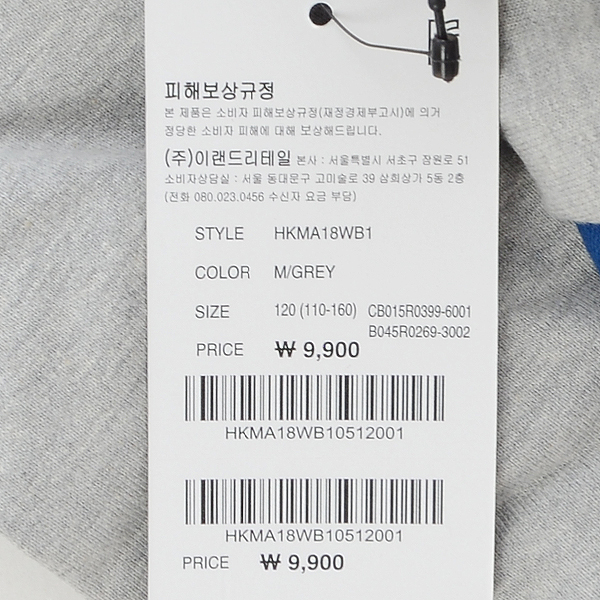 피해보상규정
본 제품은 소비자 피해보상규정(재정경제부고시)에 의거
정당한 소비자 피해에 대해 보상해드립니다.
(주)이랜드리테일 본사 : 서울특별시 서초구 잠원로 51
소비자상담실 : 서울 동대문구 고미술로 39 삼희상가 5동 2층
(전화 080.023.0456 수신자 요금 부담)
STYLE HKMA18WB1
COLOR M/GREY
SIZE 120 (110-160) CB015R0399-6001
B045R0269-3002
PRICE ₩ 9,900
HKMA18WB10512001
HKMA18WB10512001
PRICE ₩ 9,900